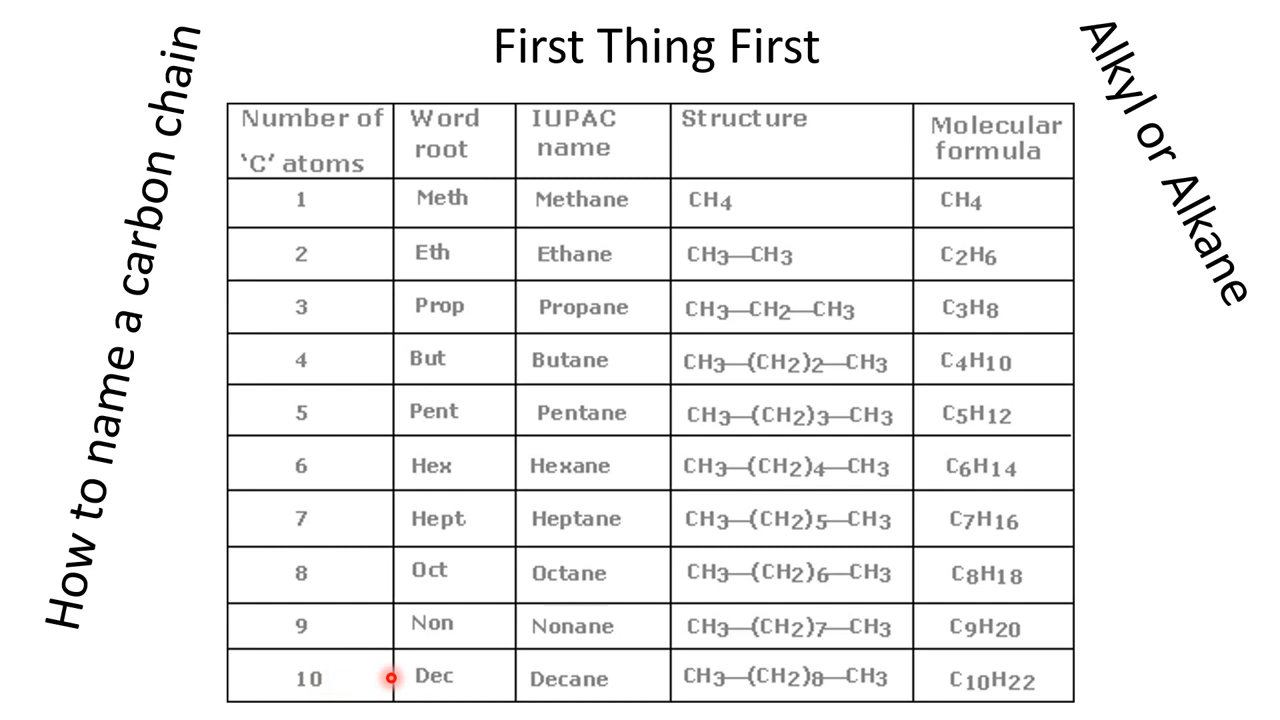 First Thing First
How to name a carbon chain
Alkyl or Alkane
Number of 'C' atoms Word root IUPAC name Structure Molecular formula
1 Meth Methane CH4 CH4
2 Eth Ethane CH3—CH3 C2H6
3 Prop Propane CH3—CH2—CH3 C3H8
4 But Butane CH3—(CH2)2—CH3 C4H10
5 Pent Pentane CH3—(CH2)3—CH3 C5H12
6 Hex Hexane CH3—(CH2)4—CH3 C6H14
7 Hept Heptane CH3—(CH2)5—CH3 C7H16
8 Oct Octane CH3—(CH2)6—CH3 C8H18
9 Non Nonane CH3—(CH2)7—CH3 C9H20
10 Dec Decane CH3—(CH2)8—CH3 C10H22